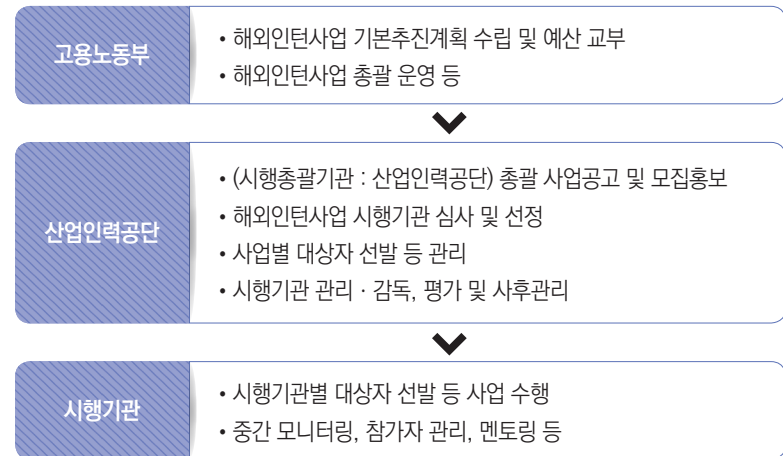 고용노동부
• 해외인턴사업 기본추진계획 수립 및 예산 교부
• 해외인턴사업 총괄 운영 등
산업인력공단
• (시행총괄기관 : 산업인력공단) 총괄 사업공고 및 모집홍보
• 해외인턴사업 시행기관 심사 및 선정
• 사업별 대상자 선발 등 관리
• 시행기관 관리 · 감독, 평가 및 사후관리
시행기관
• 시행기관별 대상자 선발 등 사업 수행
• 중간 모니터링, 참가자 관리, 멘토링 등